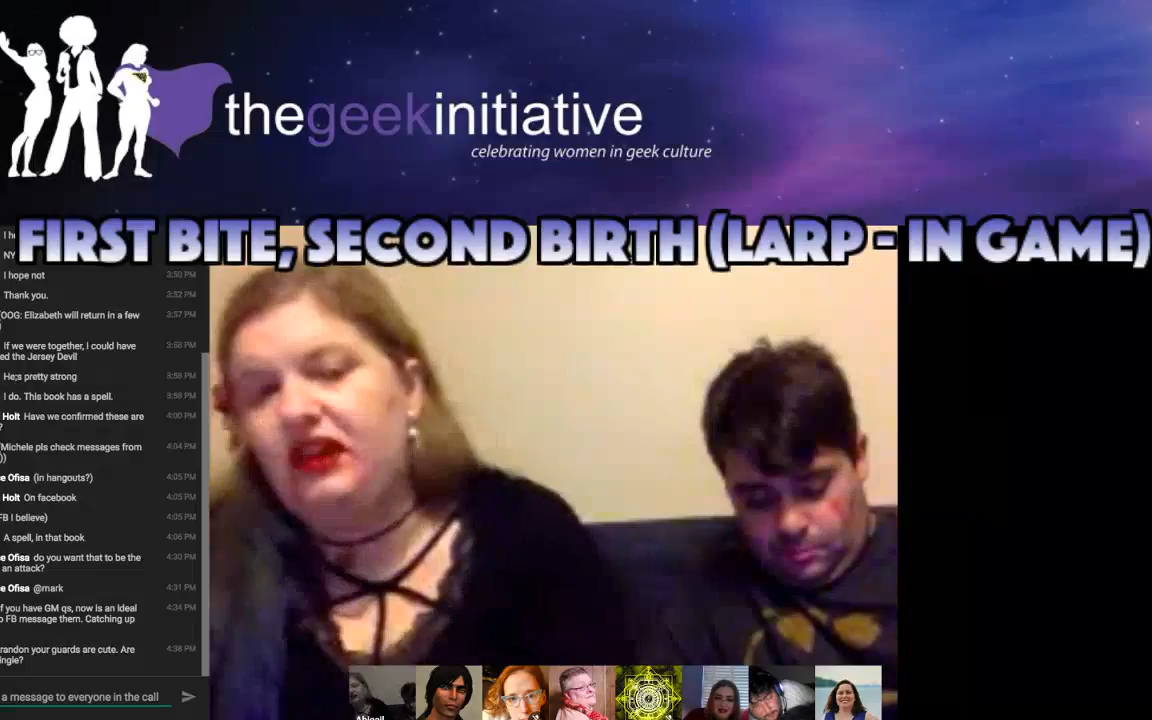 thegeekinitiative
celebrating women in geek culture
FIRST BITE, SECOND BIRTH (LARP - IN GAME)
NY
I hope not 3:50 PM
Thank you. 3:52 PM
OOG: Elizabeth will return in a few 3:57 PM
If we were together, I could have 3:58 PM
ed the Jersey Devil
He;s pretty strong 3:58 PM
I do. This book has a spell. 3:58 PM
Holt Have we confirmed these are 4:00 PM
?
Michele pls check messages from 4:04 PM
))
e Ofisa (in hangouts?) 4:05 PM
Holt On facebook 4:05 PM
FB I believe) 4:05 PM
A spell, in that book 4:06 PM
e Ofisa do you want that to be the 4:30 PM
an attack?
e Ofisa @mark 4:31 PM
f you have GM qs, now is an ideal 4:34 PM
o FB message them. Catching up
randon your guards are cute. Are 4:38 PM
ingle?
a message to everyone in the call
Abigail